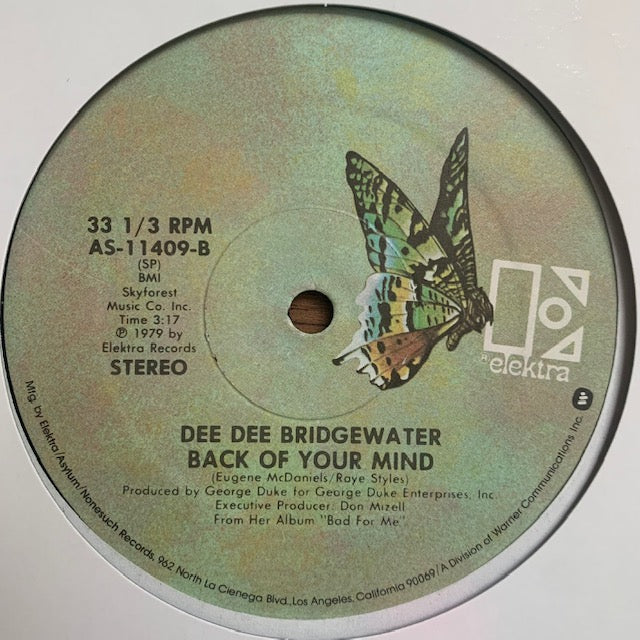 33 1/3 RPM
AS-11409-B
(SP)
BMI
Skyforest
Music Co. Inc.
Time 3:17
℗ 1979 by
Elektra Records
STEREO
elektra
DEE DEE BRIDGEWATER
BACK OF YOUR MIND
(Eugene McDaniels/Raye Styles)
Produced by George Duke for George Duke Enterprises, Inc.
Executive Producer: Don Mizell
From Her Album "Bad For Me"
Mfg. by Elektra/Asylum/Nonesuch Records, 962 North La Cienega Blvd., Los Angeles, California 90069/A Division of Warner Communications Inc.